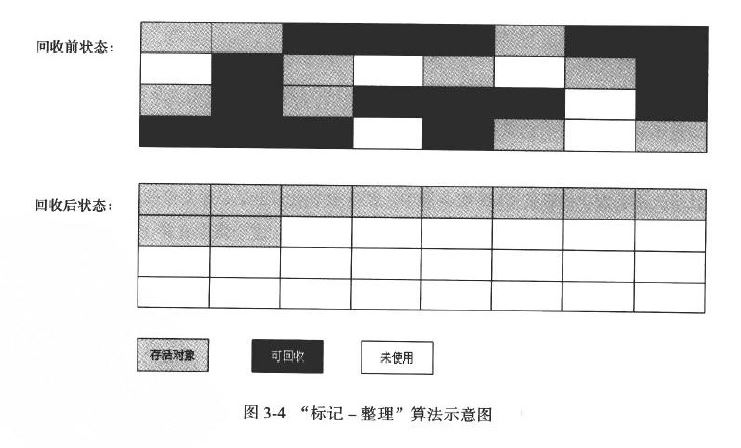 回收前状态：
回收后状态：
存活对象
可回收
未使用
图 3-4 “标记 – 整理”算法示意图